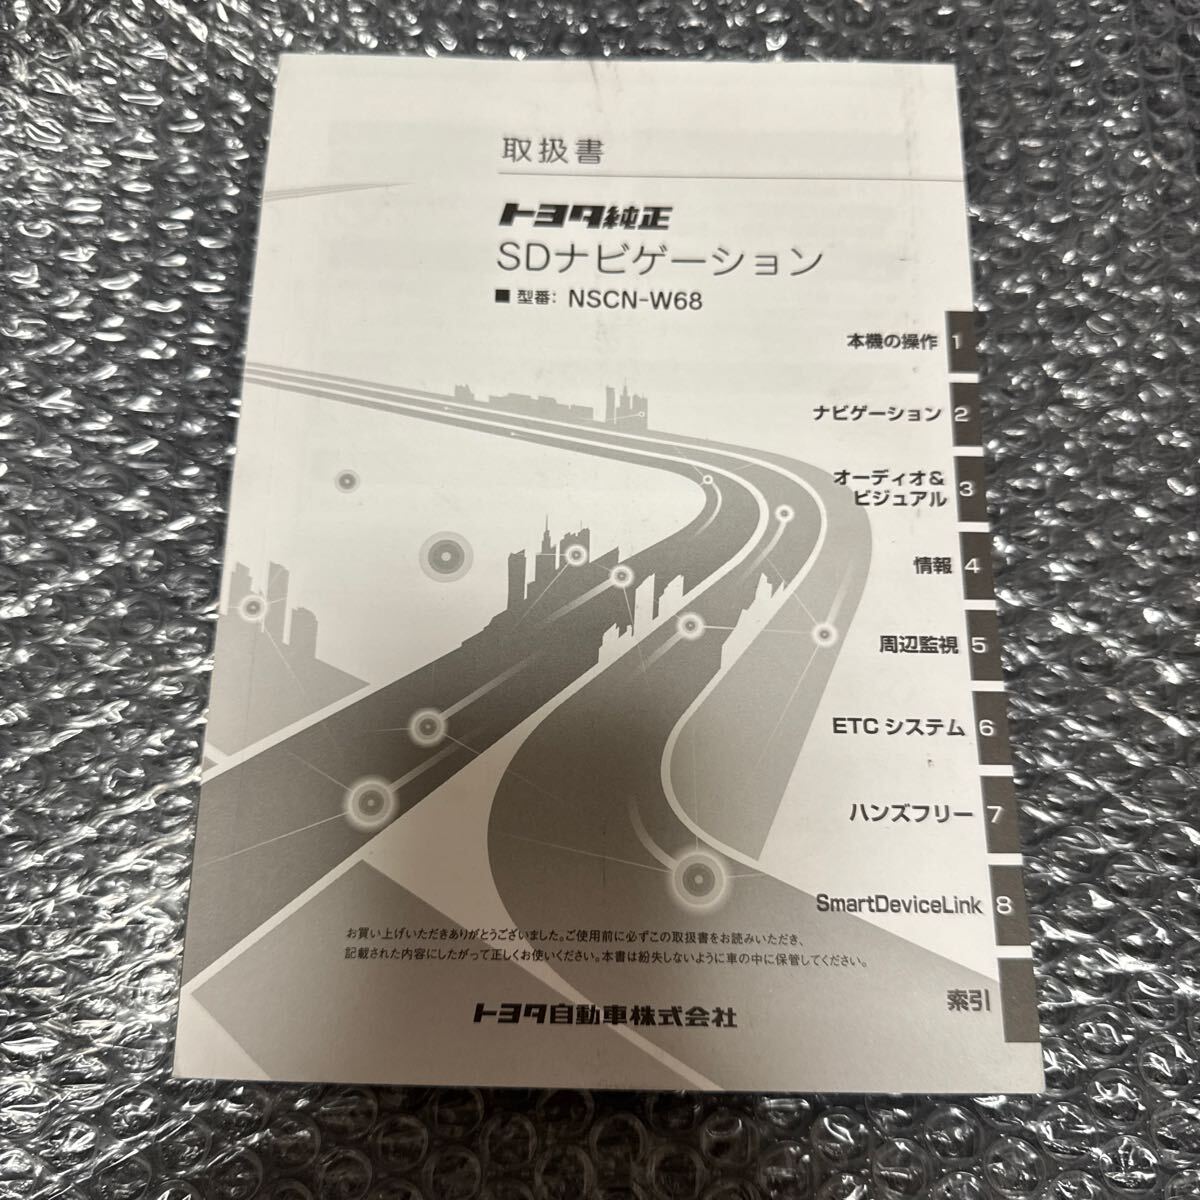 取扱書
トヨタ純正
SDナビゲーション
■ 型番: NSCN-W68
本機の操作 1
ナビゲーション 2
オーディオ&
ビジュアル 3
情報 4
周辺監視 5
ETC システム 6
ハンズフリー 7
SmartDeviceLink 8
索引
お買い上げいただきありがとうございました。ご使用前に必ずこの取扱書をお読みいただき、
記載された内容にしたがって正しくお使いください。本書は紛失しないように車の中に保管してください。
トヨタ自動車株式会社